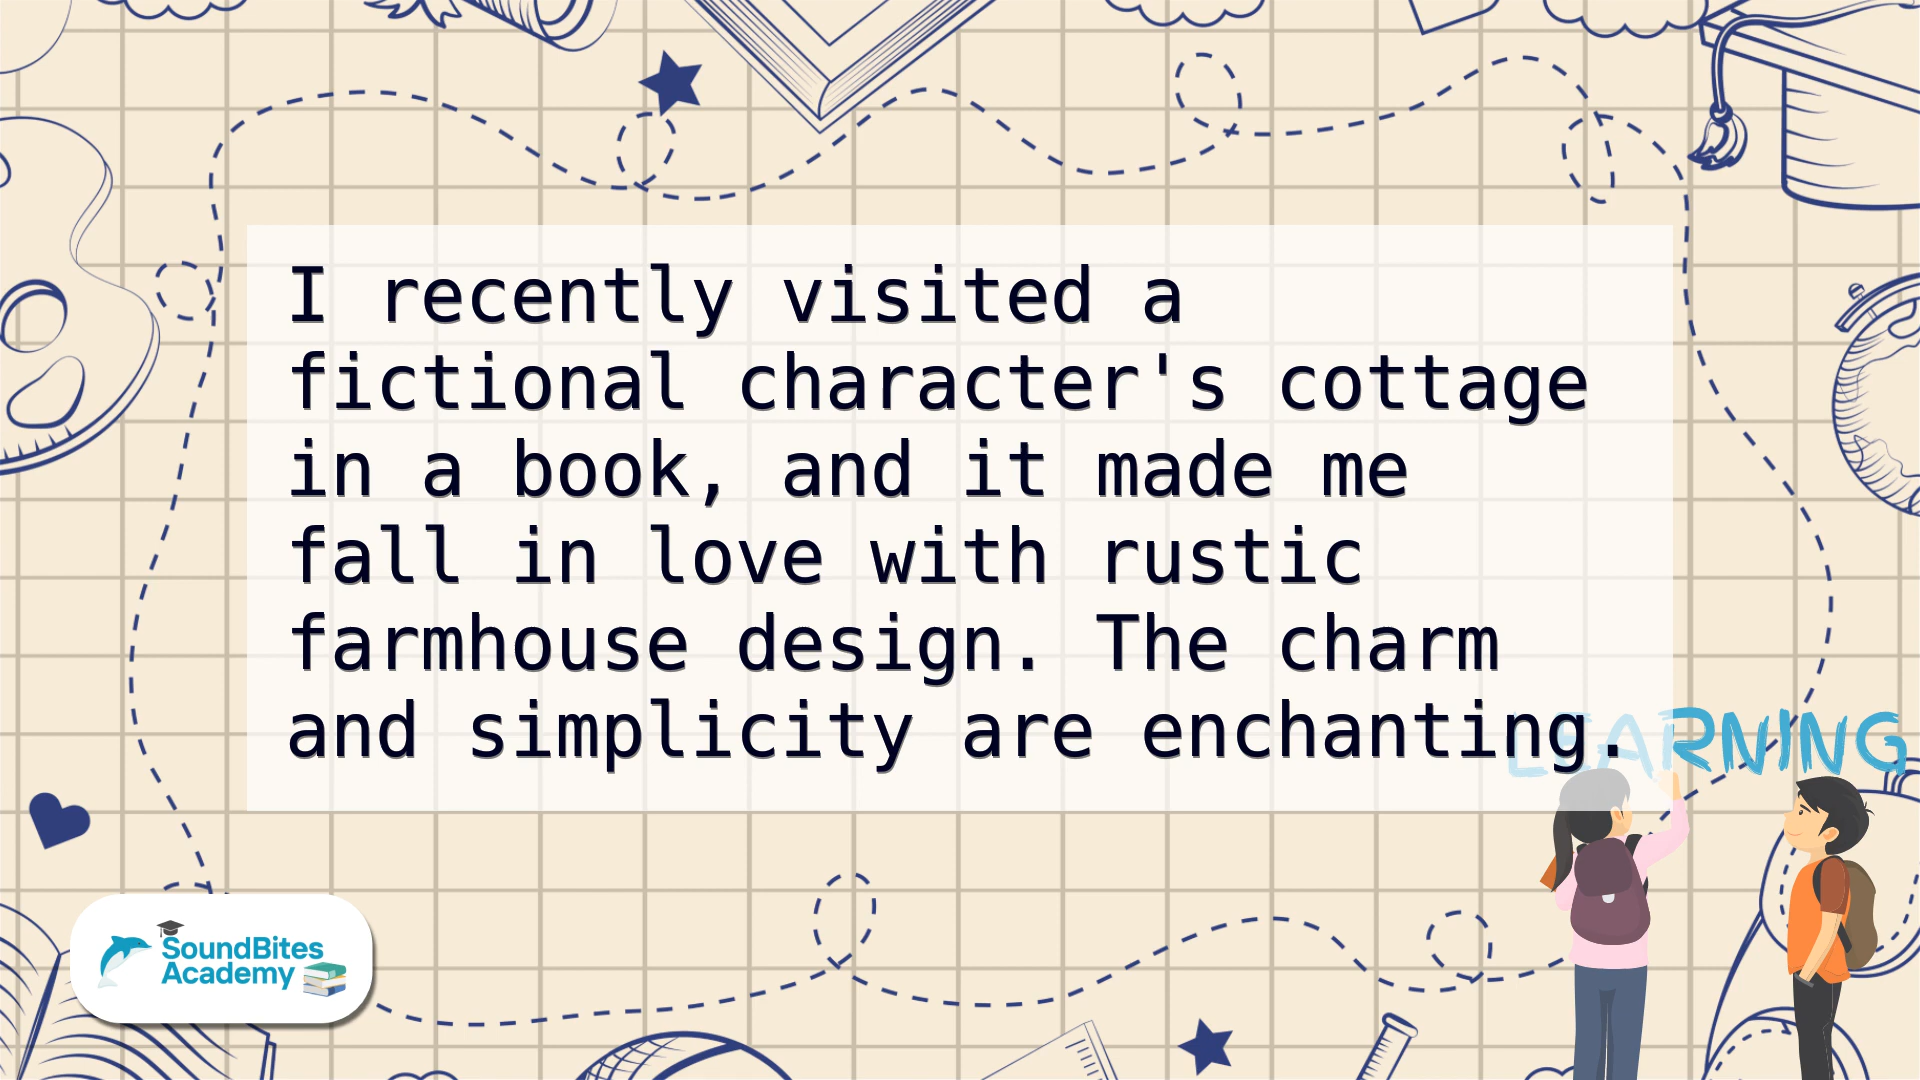 I recently visited a
fictional character's cottage
in a book, and it made me
fall in love with rustic
farmhouse design. The charm
and simplicity are enchanting.
LEARNING
SoundBites
Academy